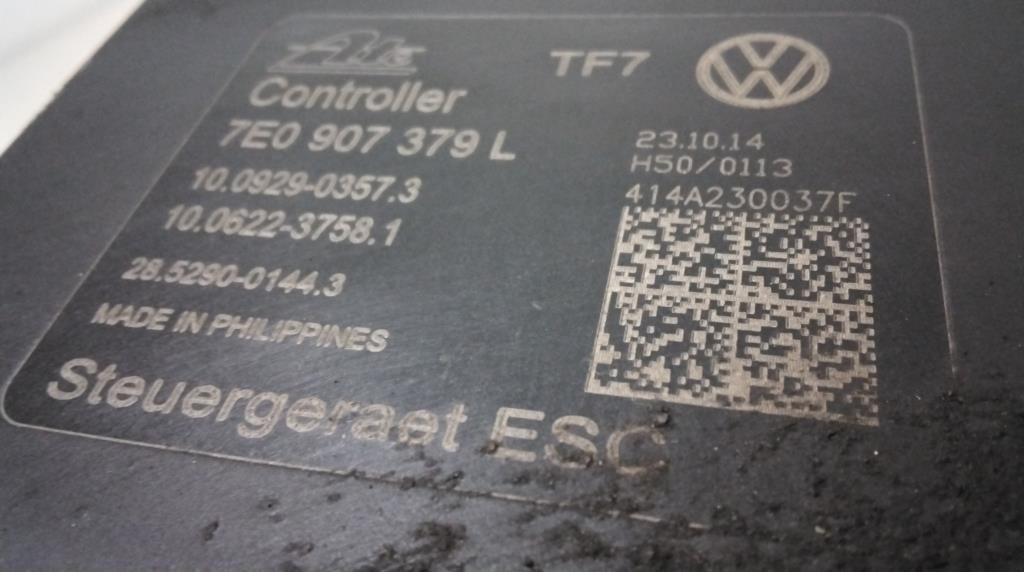 Ate
TF7
Controller
7E0 907 379 L
10.0929-0357.3
10.0622-3758.1
28.5290-0144.3
MADE IN PHILIPPINES
Steuergeraet ESC
23.10.14
H50/0113
414A230037F